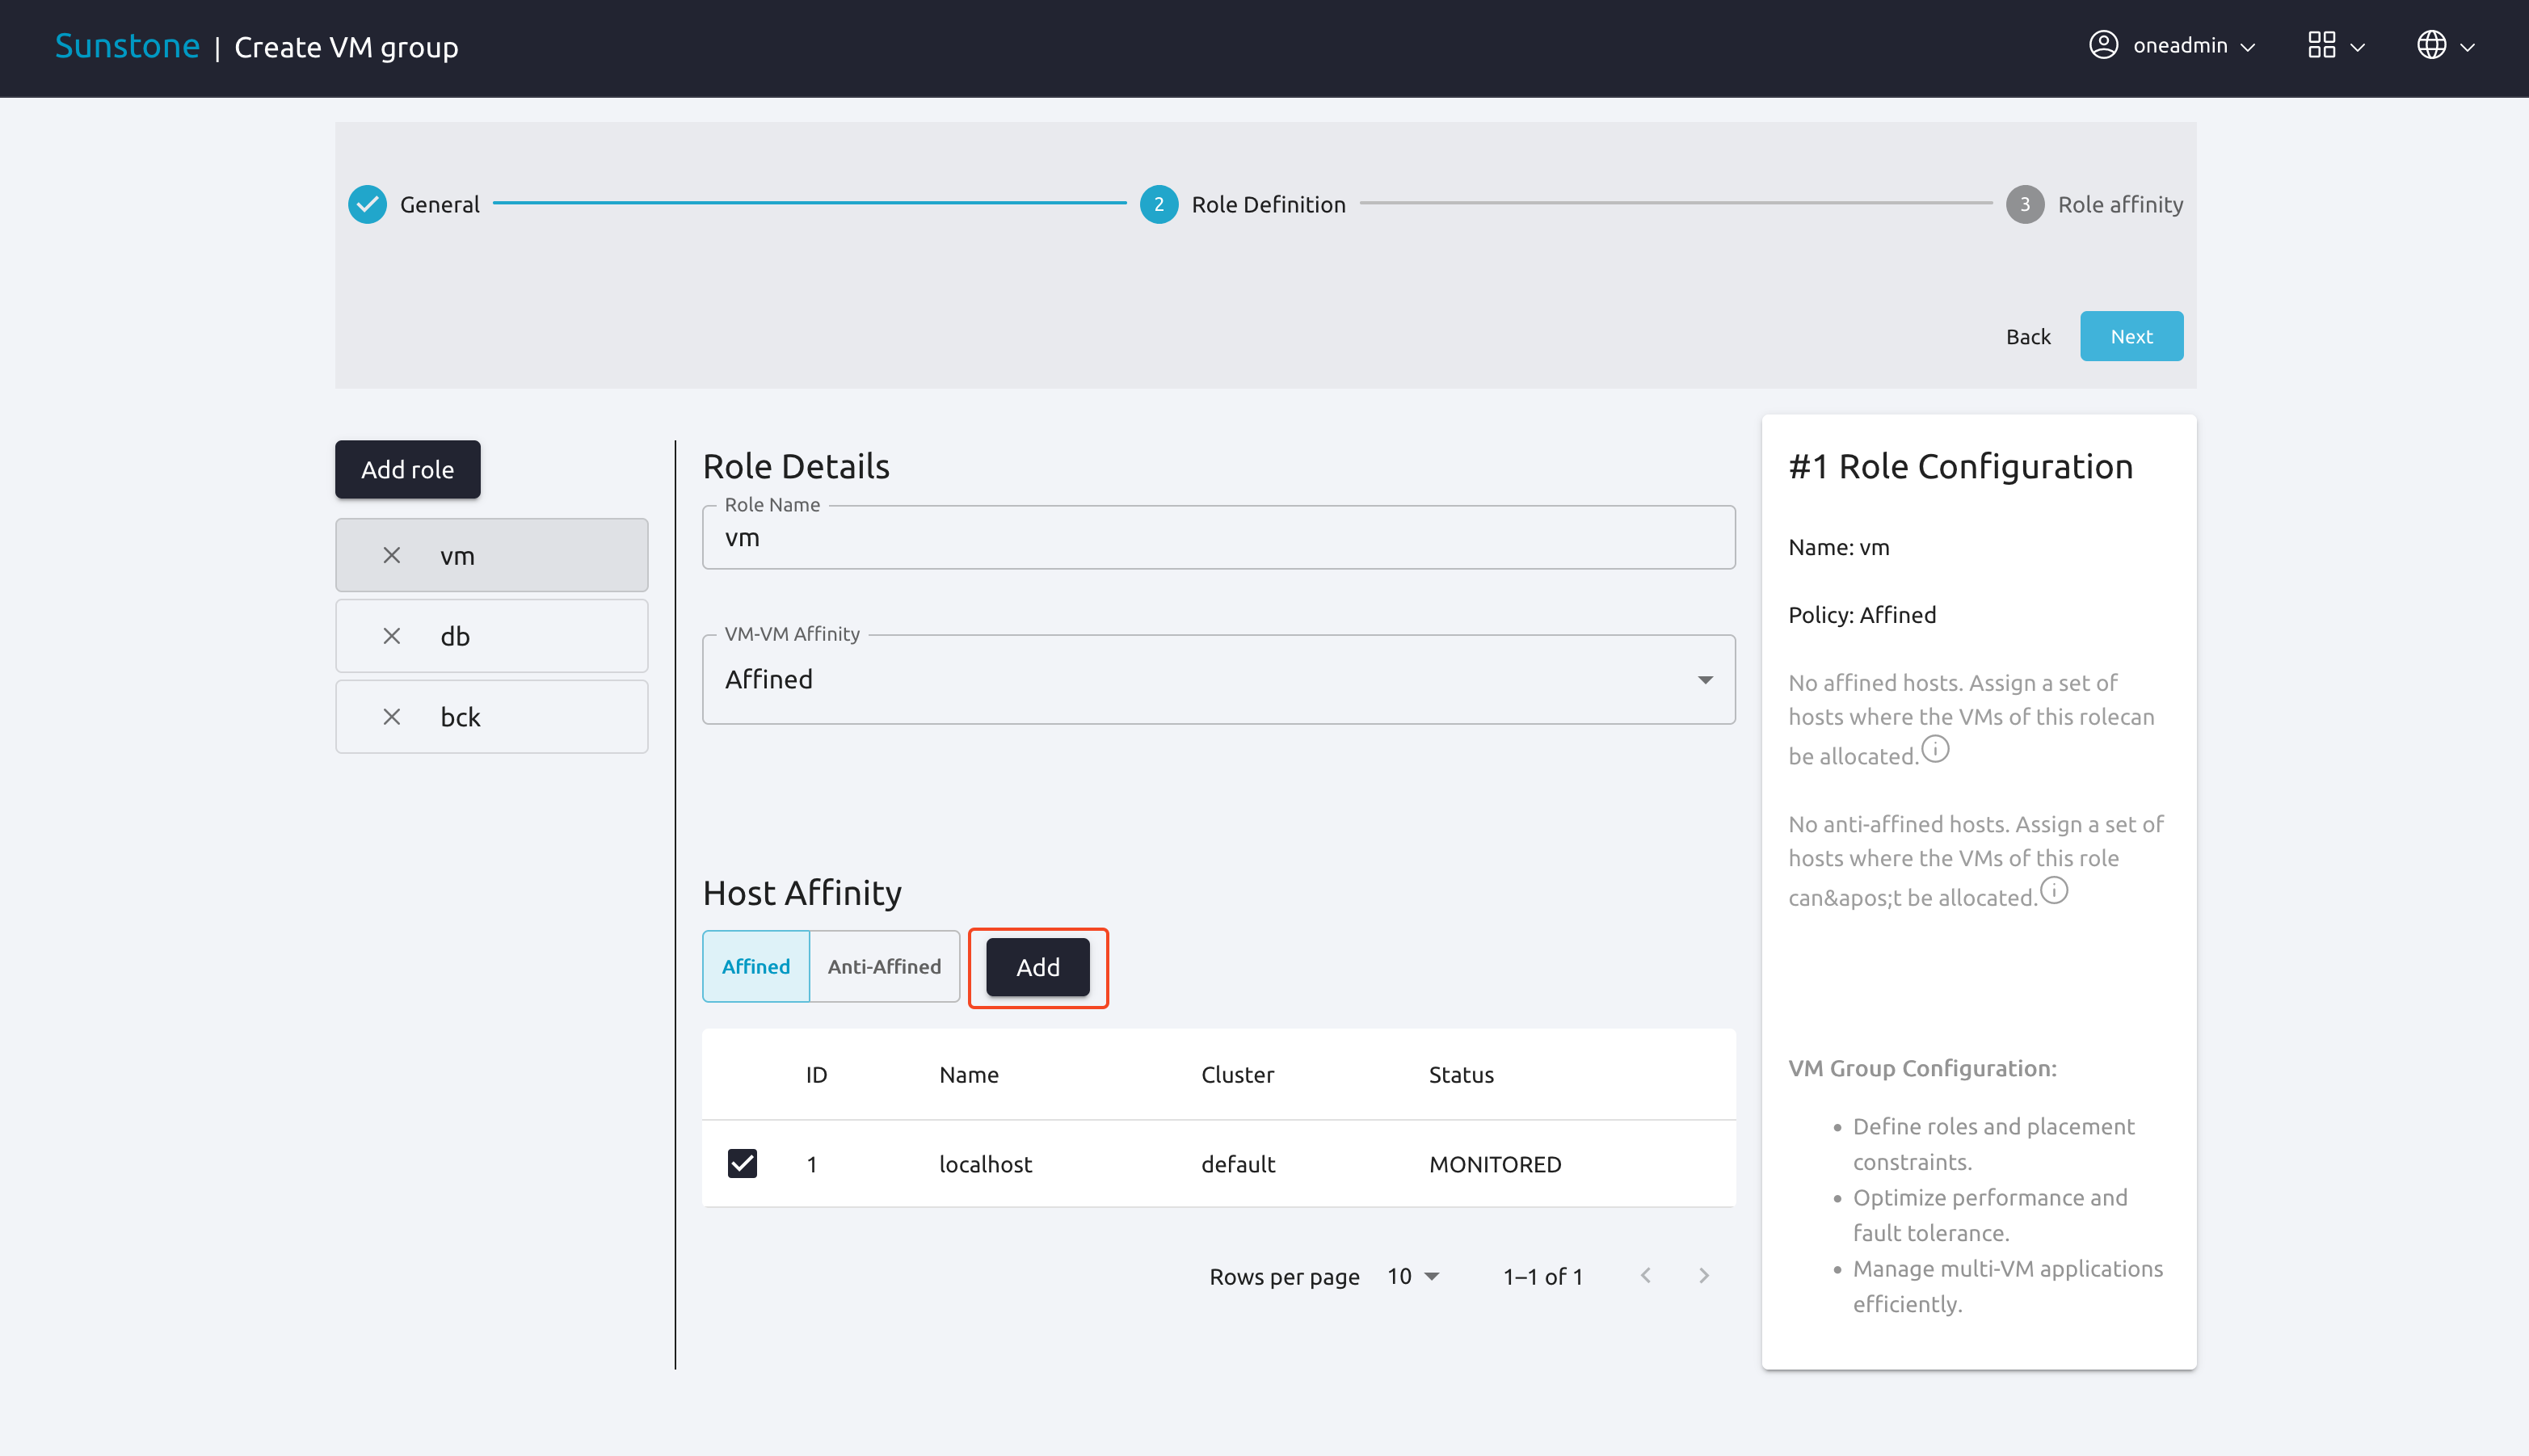 Sunstone | Create VM group
oneadmin
General
2
Role Definition
3
Role affinity
Back
Next
Add role
vm
db
bck
Role Details
Role Name
vm
VM-VM Affinity
Affined
Host Affinity
Affined
Anti-Affined
Add
ID Name Cluster Status
1 localhost default MONITORED
Rows per page 10 1–1 of 1
#1 Role Configuration
Name: vm
Policy: Affined
No affined hosts. Assign a set of
hosts where the VMs of this rolecan
be allocated.
No anti-affined hosts. Assign a set of
hosts where the VMs of this role
can&apos;t be allocated.
VM Group Configuration:
• Define roles and placement
constraints.
• Optimize performance and
fault tolerance.
• Manage multi-VM applications
efficiently.